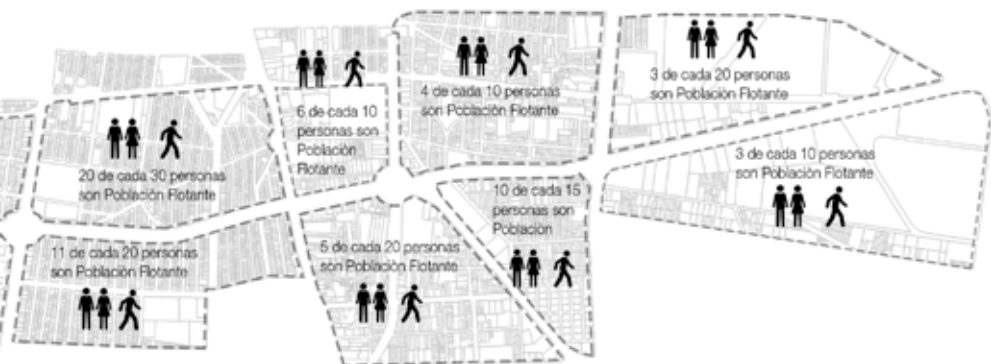 3 de cada 20 personas
son Población Flotante
4 de cada 10 personas
son Población Flotante
6 de cada 10
personas son
Población
Flotante
3 de cada 10 personas
son Población Flotante
20 de cada 30 personas
son Población Flotante
10 de cada 15
personas son
Población
5 de cada 20 personas
son Población Flotante
11 de cada 20 personas
son Población Flotante